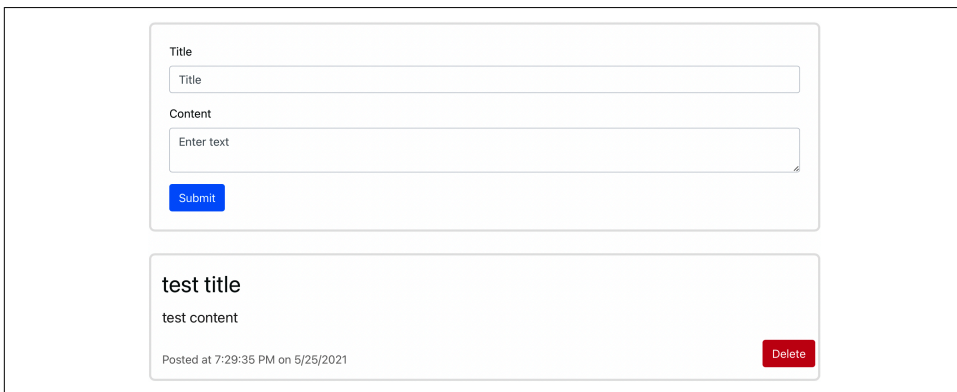 Title
Title
Content
Enter text
Submit
test title
test content
Posted at 7:29:35 PM on 5/25/2021
Delete